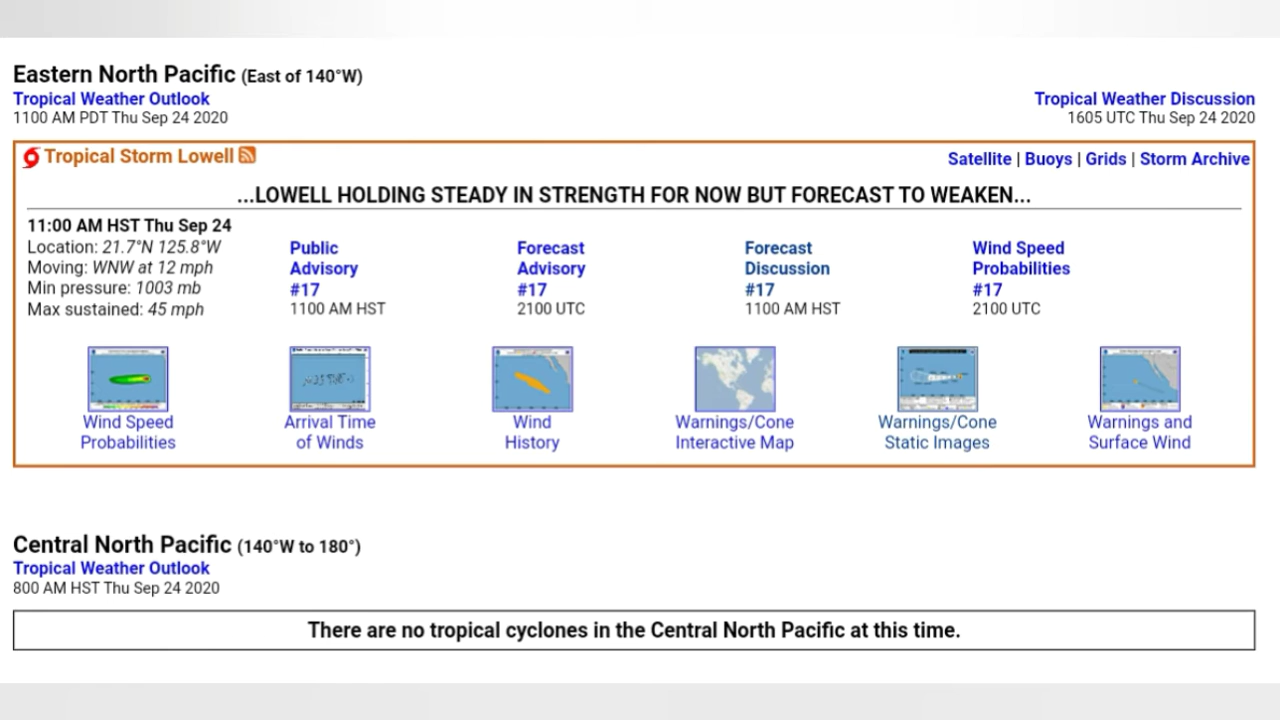 Eastern North Pacific (East of 140°W)
Tropical Weather Outlook
Tropical Weather Discussion
1100 AM PDT Thu Sep 24 2020
1605 UTC Thu Sep 24 2020
Tropical Storm Lowell
Satellite | Buoys | Grids | Storm Archive
...LOWELL HOLDING STEADY IN STRENGTH FOR NOW BUT FORECAST TO WEAKEN...
11:00 AM HST Thu Sep 24
Location: 21.7°N 125.8°W
Moving: WNW at 12 mph
Min pressure: 1003 mb
Max sustained: 45 mph
Public
Advisory
#17
1100 AM HST
Forecast
Advisory
#17
2100 UTC
Forecast
Discussion
#17
1100 AM HST
Wind Speed
Probabilities
#17
2100 UTC
Wind Speed
Probabilities
Arrival Time
of Winds
Wind
History
Warnings/Cone
Interactive Map
Warnings/Cone
Static Images
Warnings and
Surface Wind
Central North Pacific (140°W to 180°)
Tropical Weather Outlook
800 AM HST Thu Sep 24 2020
There are no tropical cyclones in the Central North Pacific at this time.